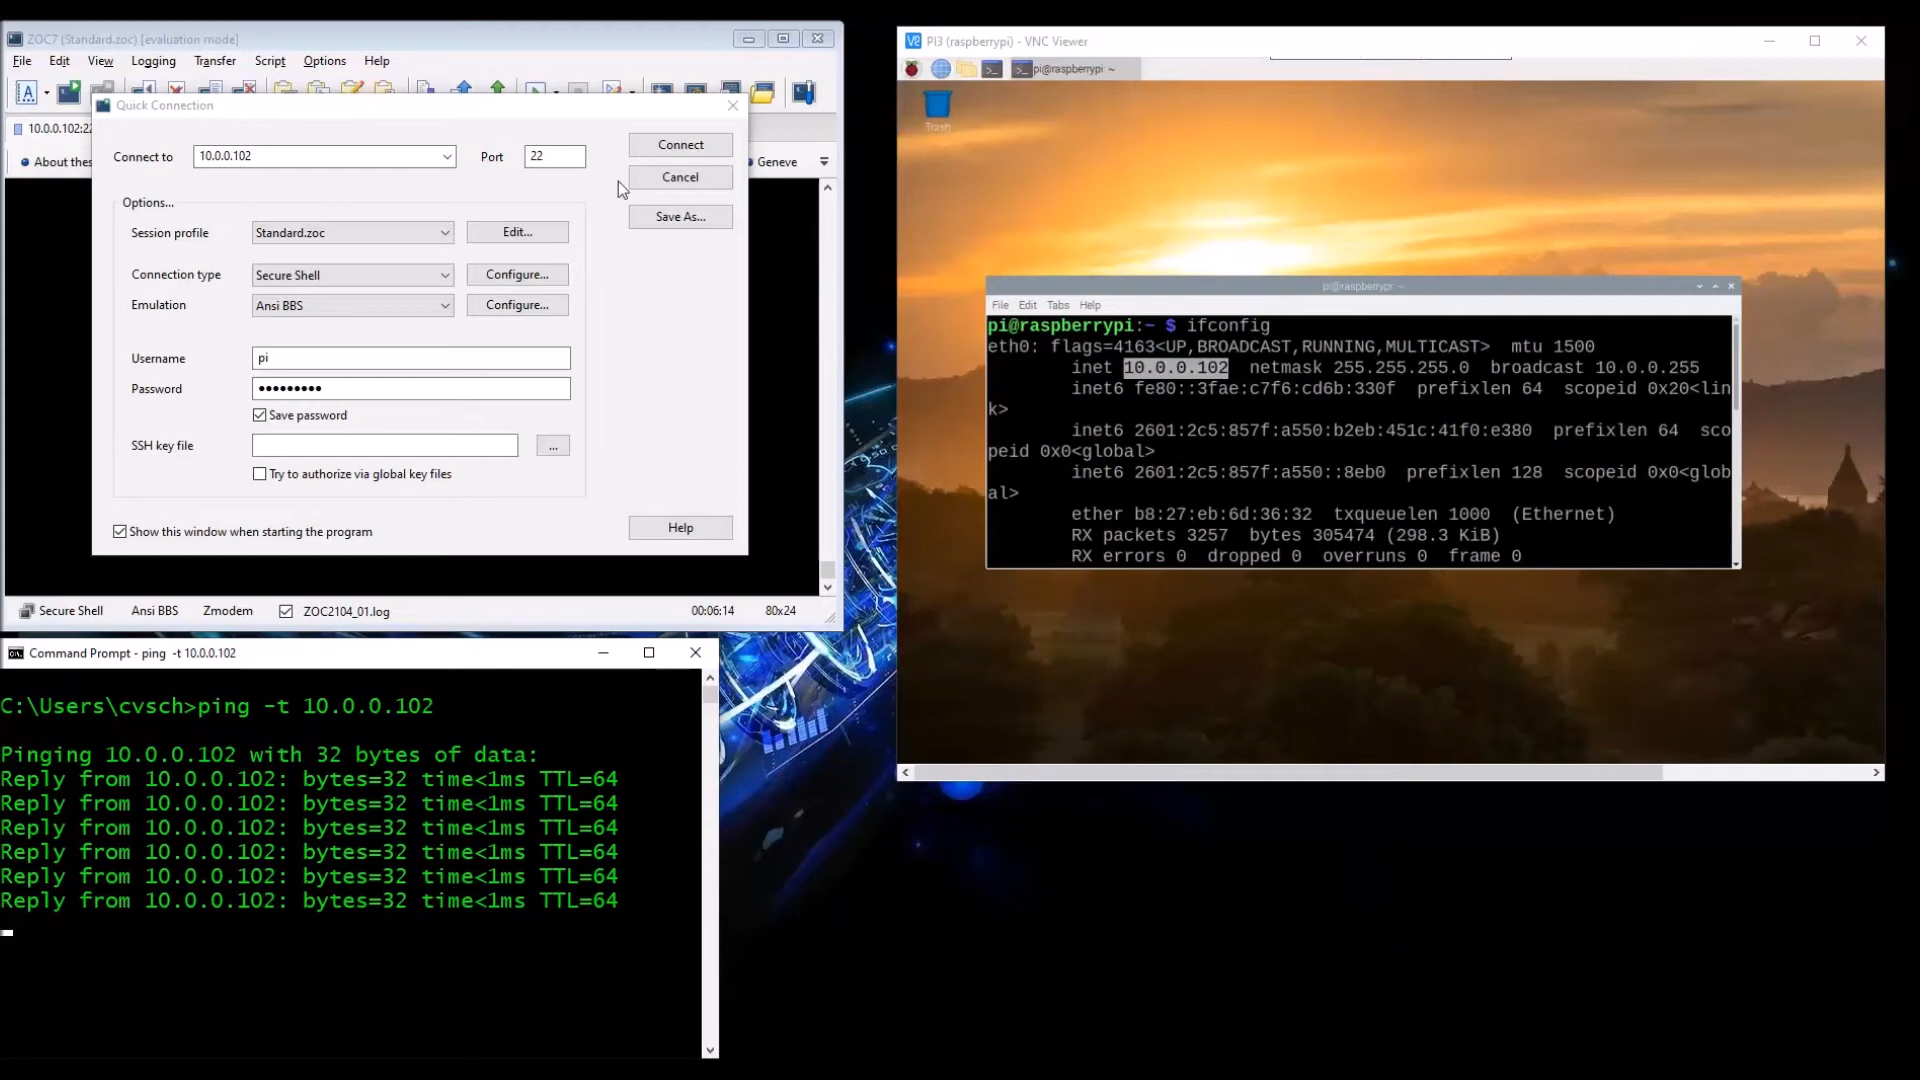 ZOC7 (Standard.zoc) [evaluation mode]
File Edit View Logging Transfer Script Options Help
Quick Connection
10.0.0.102:22
Connect to 10.0.0.102 Port 22 Connect
About thes
Geneve
Cancel
Options...
Save As...
Session profile Standard.zoc Edit...
Connection type Secure Shell Configure...
Emulation Ansi BBS Configure...
Username pi
Password •••••••••
Save password
SSH key file ...
Try to authorize via global key files
Show this window when starting the program
Help
Secure Shell Ansi BBS Zmodem ZOC2104_01.log 00:06:14 80x24
Command Prompt - ping -t 10.0.0.102
C:\Users\cvsch>ping -t 10.0.0.102
Pinging 10.0.0.102 with 32 bytes of data:
Reply from 10.0.0.102: bytes=32 time<1ms TTL=64
Reply from 10.0.0.102: bytes=32 time<1ms TTL=64
Reply from 10.0.0.102: bytes=32 time<1ms TTL=64
Reply from 10.0.0.102: bytes=32 time<1ms TTL=64
Reply from 10.0.0.102: bytes=32 time<1ms TTL=64
Reply from 10.0.0.102: bytes=32 time<1ms TTL=64
PI3 (raspberrypi) - VNC Viewer
pi@raspberrypi: ~
Trash
pi@raspberrypi: ~
File Edit Tabs Help
pi@raspberrypi:~ $ ifconfig
eth0: flags=4163<UP,BROADCAST,RUNNING,MULTICAST> mtu 1500
inet 10.0.0.102 netmask 255.255.255.0 broadcast 10.0.0.255
inet6 fe80::3fae:c7f6:cd6b:330f prefixlen 64 scopeid 0x20<lin
k>
inet6 2601:2c5:857f:a550:b2eb:451c:41f0:e380 prefixlen 64 sco
peid 0x0<global>
inet6 2601:2c5:857f:a550::8eb0 prefixlen 128 scopeid 0x0<glob
al>
ether b8:27:eb:6d:36:32 txqueuelen 1000 (Ethernet)
RX packets 3257 bytes 305474 (298.3 KiB)
RX errors 0 dropped 0 overruns 0 frame 0